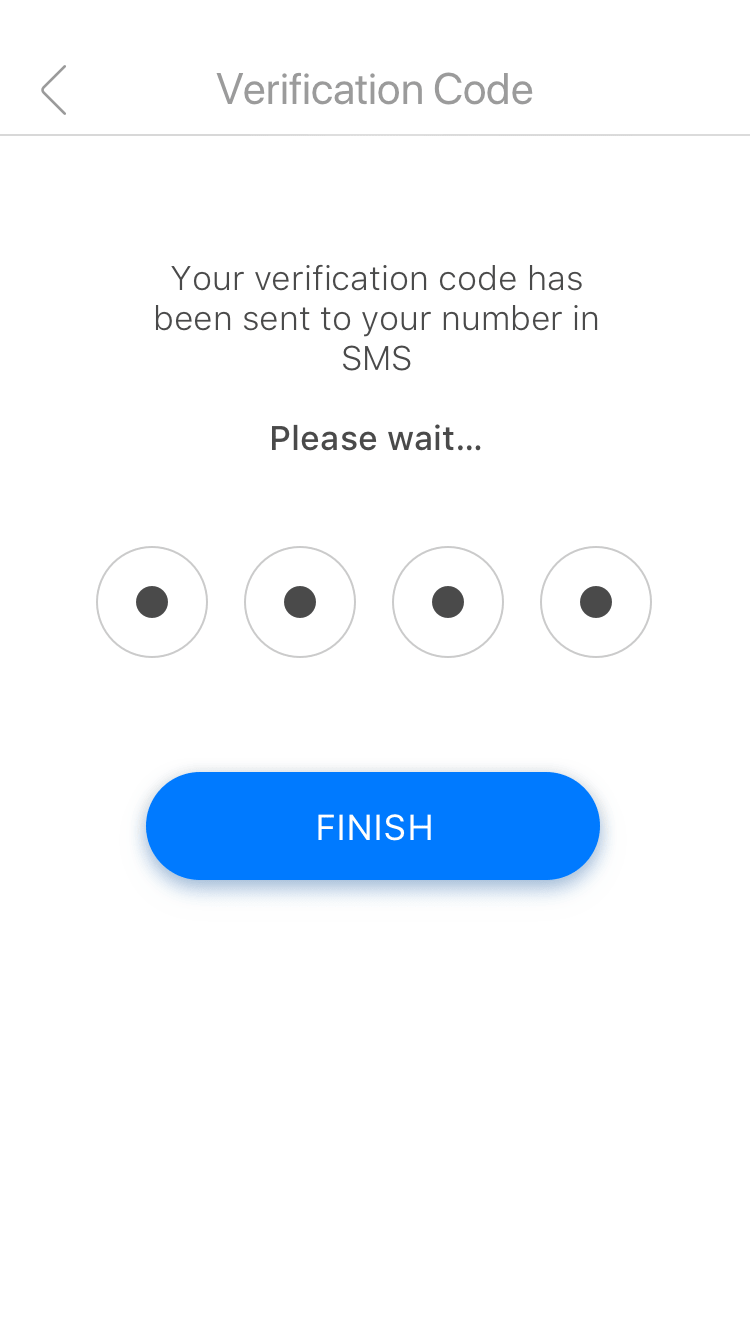 Verification Code
Your verification code has
been sent to your number in
SMS
Please wait...
FINISH